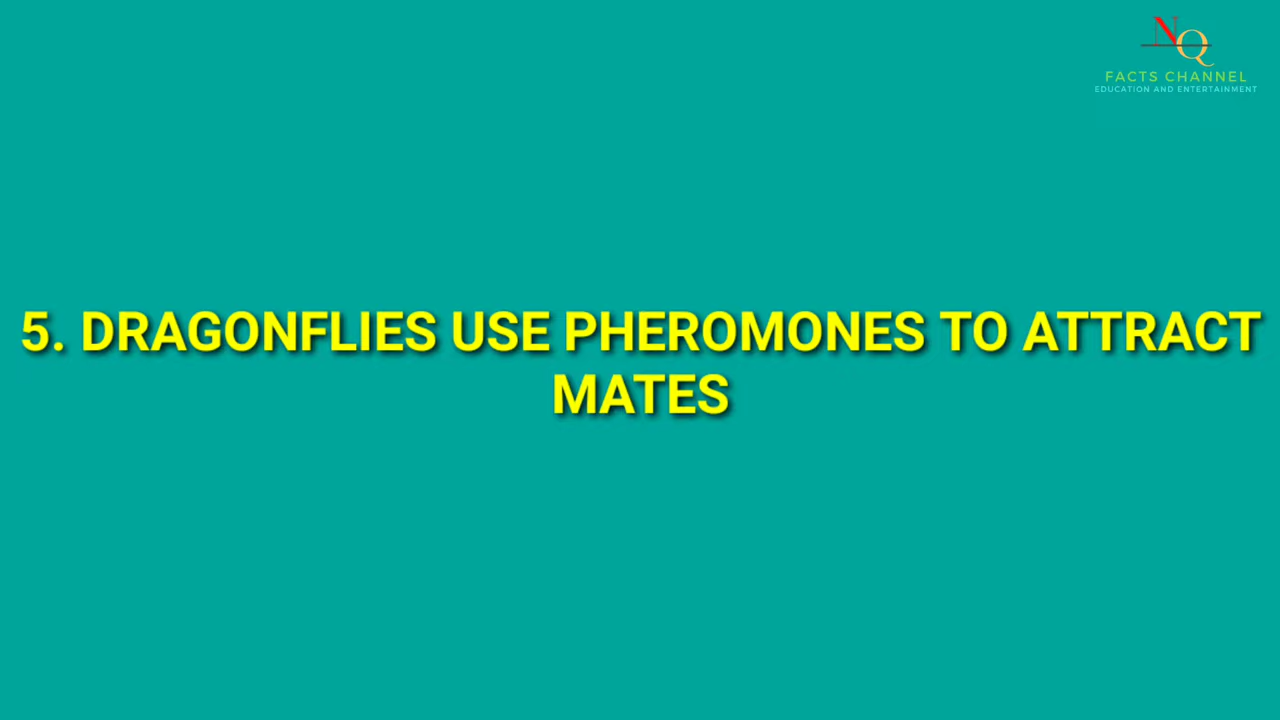 NQ
FACTS CHANNEL
EDUCATION AND ENTERTAINMENT
5. DRAGONFLIES USE PHEROMONES TO ATTRACT
MATES